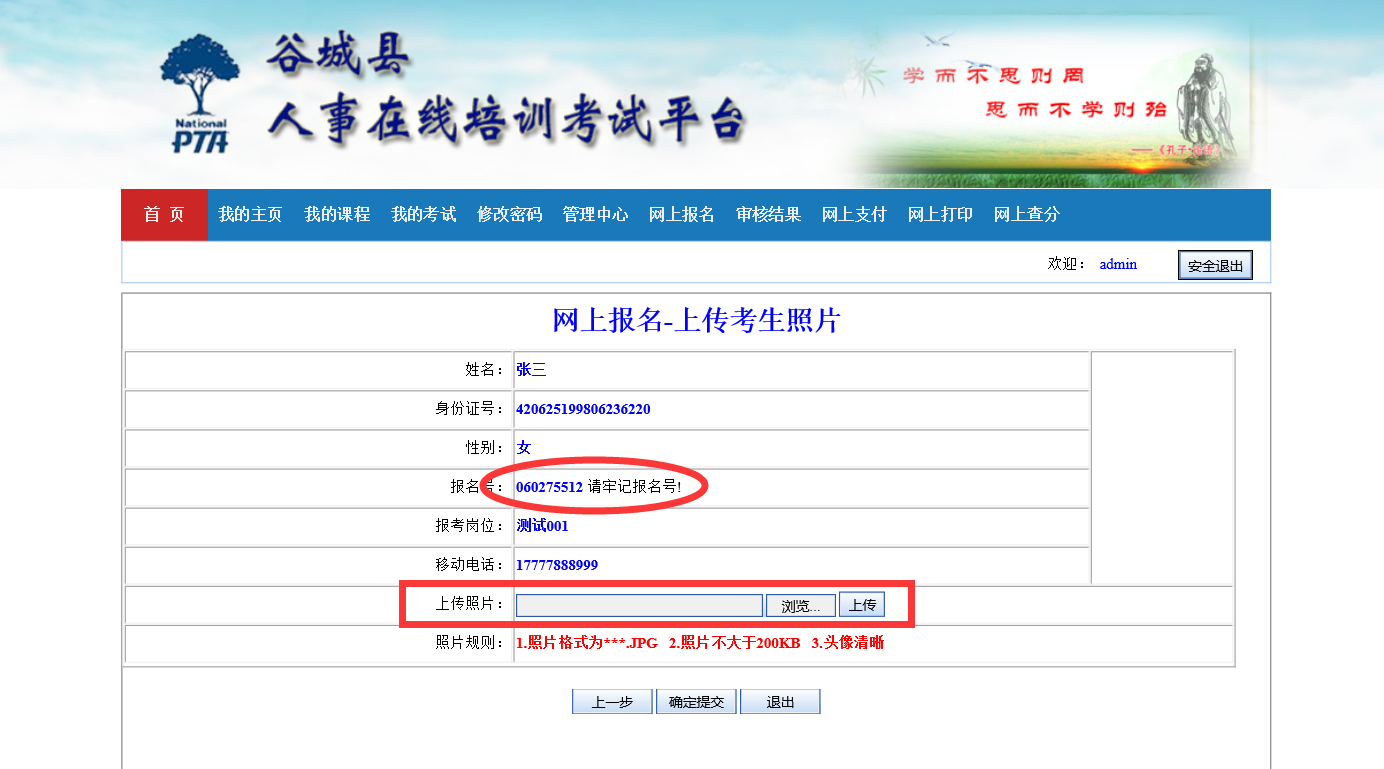 谷城县
人事在线培训考试平台
National
PTA
学而不思则罔
思而不学则殆
——《孔子·论语》
首 页 我的主页 我的课程 我的考试 修改密码 管理中心 网上报名 审核结果 网上支付 网上打印 网上查分
欢迎： admin 安全退出
网上报名-上传考生照片
姓名： 张三
身份证号： 420625199806236220
性别： 女
报名号： 060275512 请牢记报名号!
报考岗位： 测试001
移动电话： 17777888999
上传照片： 浏览... 上传
照片规则： 1.照片格式为***.JPG 2.照片不大于200KB 3.头像清晰
上一步 确定提交 退出